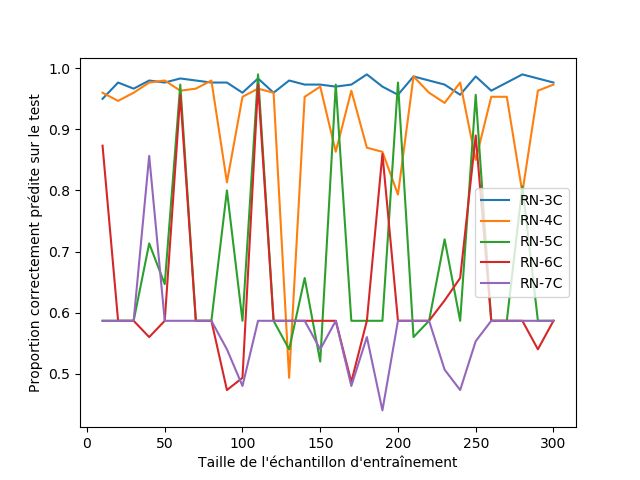 1.0
0.9
0.8
0.7
0.6
0.5
Proportion correctement prédite sur le test
RN-3C
RN-4C
RN-5C
RN-6C
RN-7C
0 50 100 150 200 250 300
Taille de l'échantillon d'entraînement